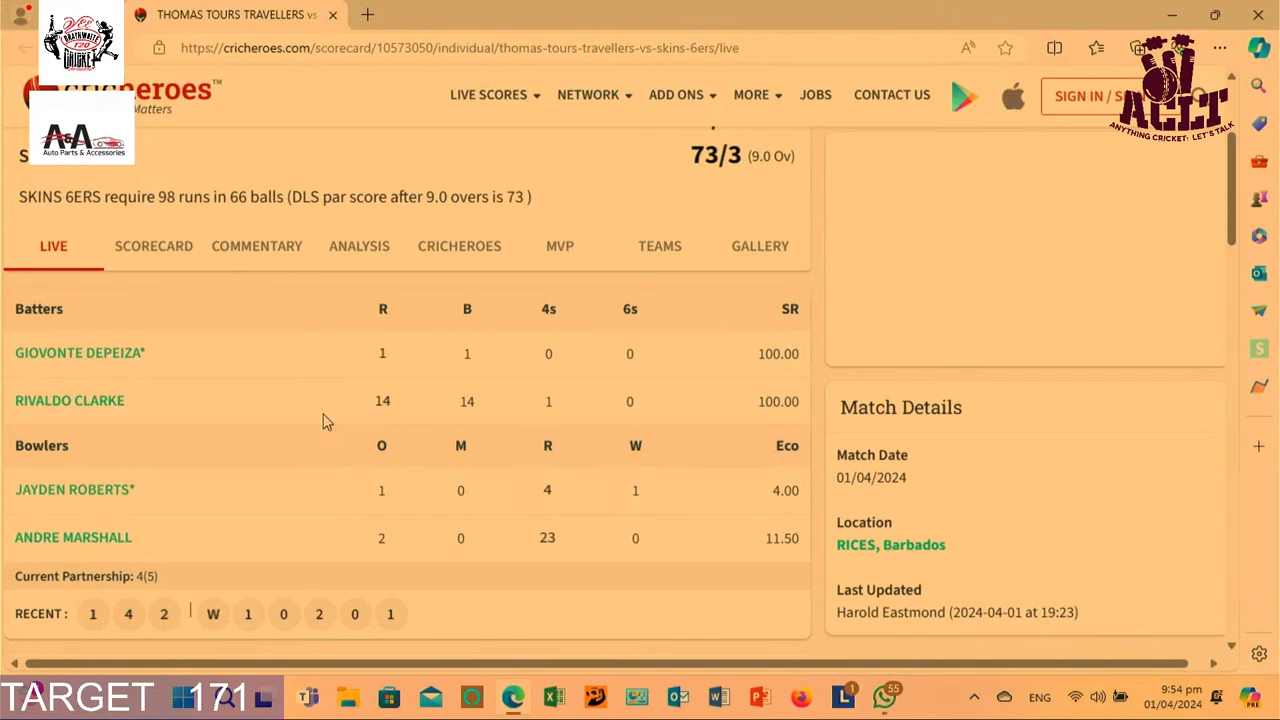 THOMAS TOURS TRAVELLERS vs
https://cricheroes.com/scorecard/10573050/individual/thomas-tours-travellers-vs-skins-6ers/live
BRATHWAITE
T20
CRICKET
A&A
Auto Parts & Accessories
cricheroes™
Matters
LIVE SCORES NETWORK ADD ONS MORE JOBS CONTACT US SIGN IN /
ACLT
ANYTHING CRICKET: LET'S TALK
73/3 (9.0 Ov)
SKINS 6ERS require 98 runs in 66 balls (DLS par score after 9.0 overs is 73 )
LIVE SCORECARD COMMENTARY ANALYSIS CRICHEROES MVP TEAMS GALLERY
Batters R B 4s 6s SR
GIOVONTE DEPEIZA* 1 1 0 0 100.00
RIVALDO CLARKE 14 14 1 0 100.00
Bowlers O M R W Eco
JAYDEN ROBERTS* 1 0 4 1 4.00
ANDRE MARSHALL 2 0 23 0 11.50
Current Partnership: 4(5)
RECENT : 1 4 2 | W 1 0 2 0 1
Match Details
Match Date
01/04/2024
Location
RICES, Barbados
Last Updated
Harold Eastmond (2024-04-01 at 19:23)
TARGET 171
1
55
ENG
9:54 pm
01/04/2024
PRE